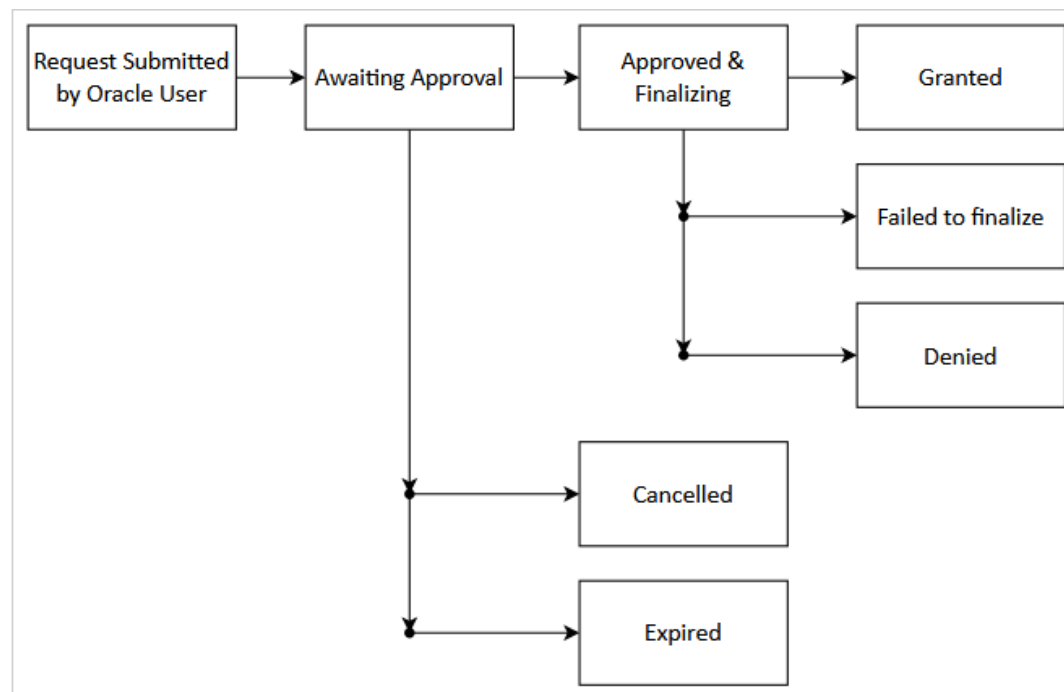 Request Submitted
by Oracle User
Awaiting Approval
Approved &
Finalizing
Granted
Failed to finalize
Denied
Cancelled
Expired